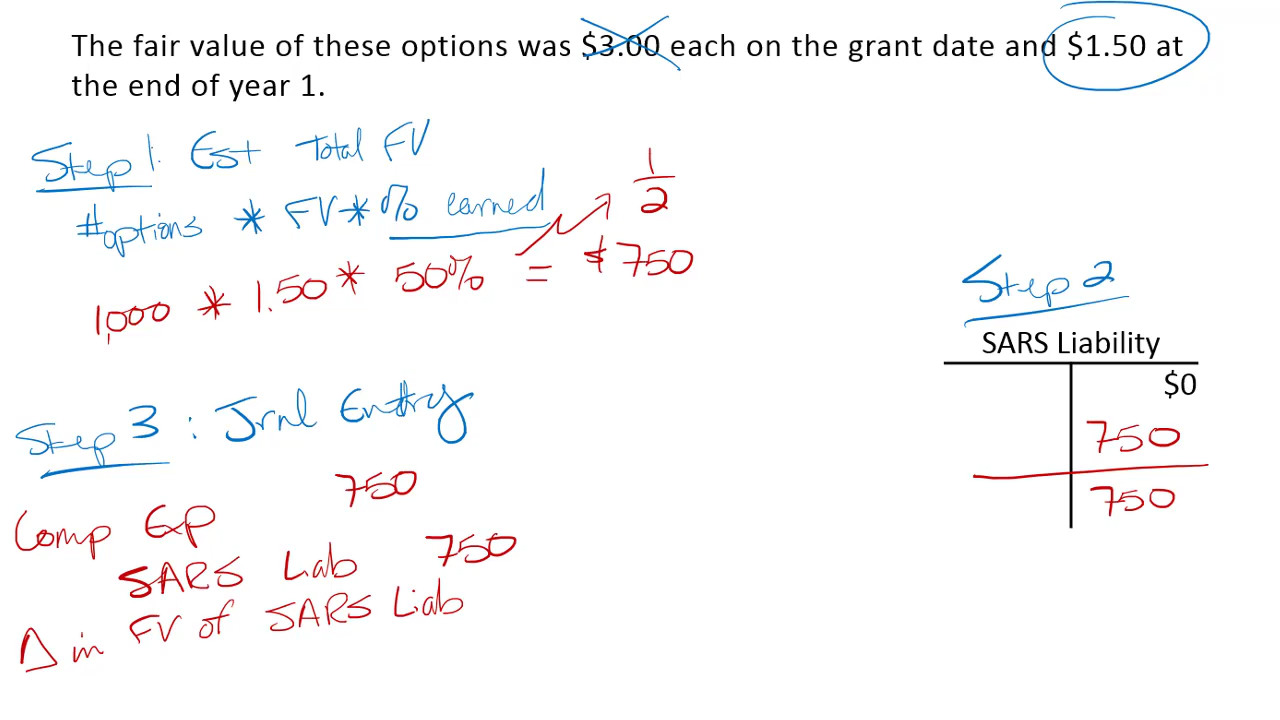 The fair value of these options was $3.00 each on the grant date and $1.50 at
the end of year 1.
Step 1: Est Total FV
#options * FV * % earned
1/2
1,000 * 1.50 * 50% = $750
Step 2
SARS Liability
$0
750
750
Step 3: Jrnl Entry
Comp Exp 750
SARS Liab 750
Δ in FV of SARS Liab